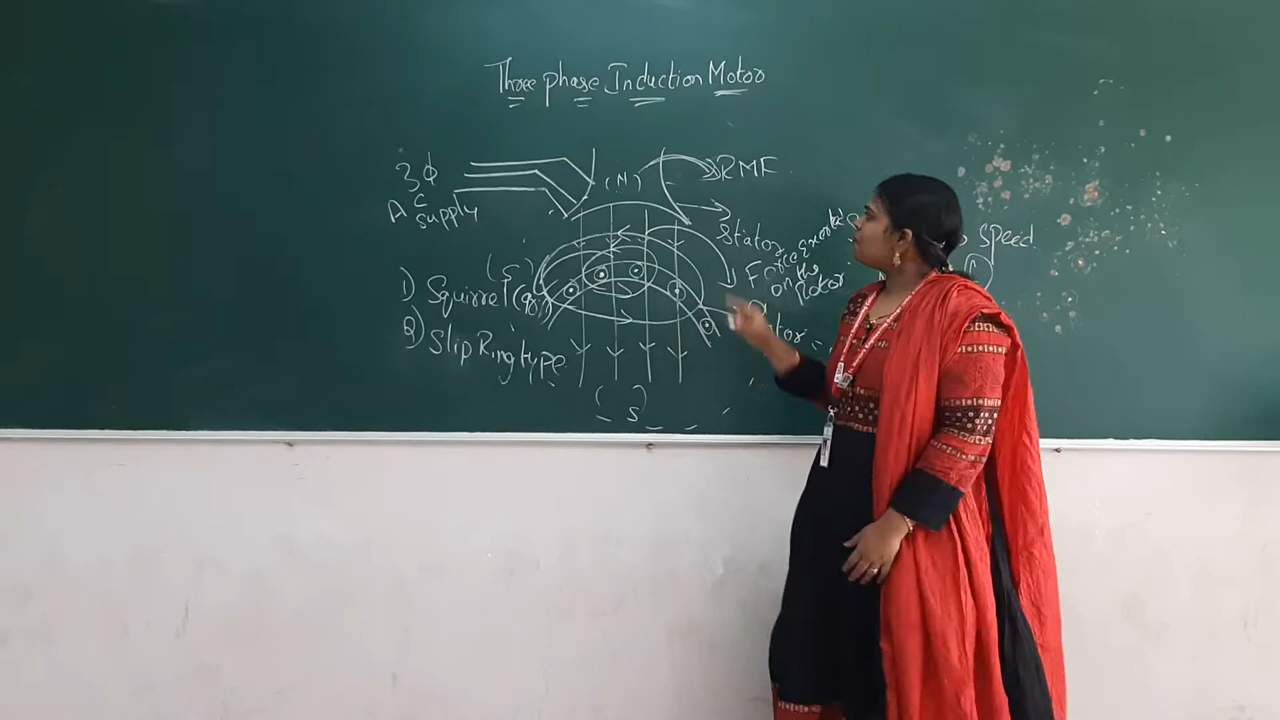 Three phase Induction Motor
3ϕ
AC
supply
(N)
RMF
Stator
Force Exerted
on the
Rotor
speed
1) Squirrel (
2) Slip Ring type
S